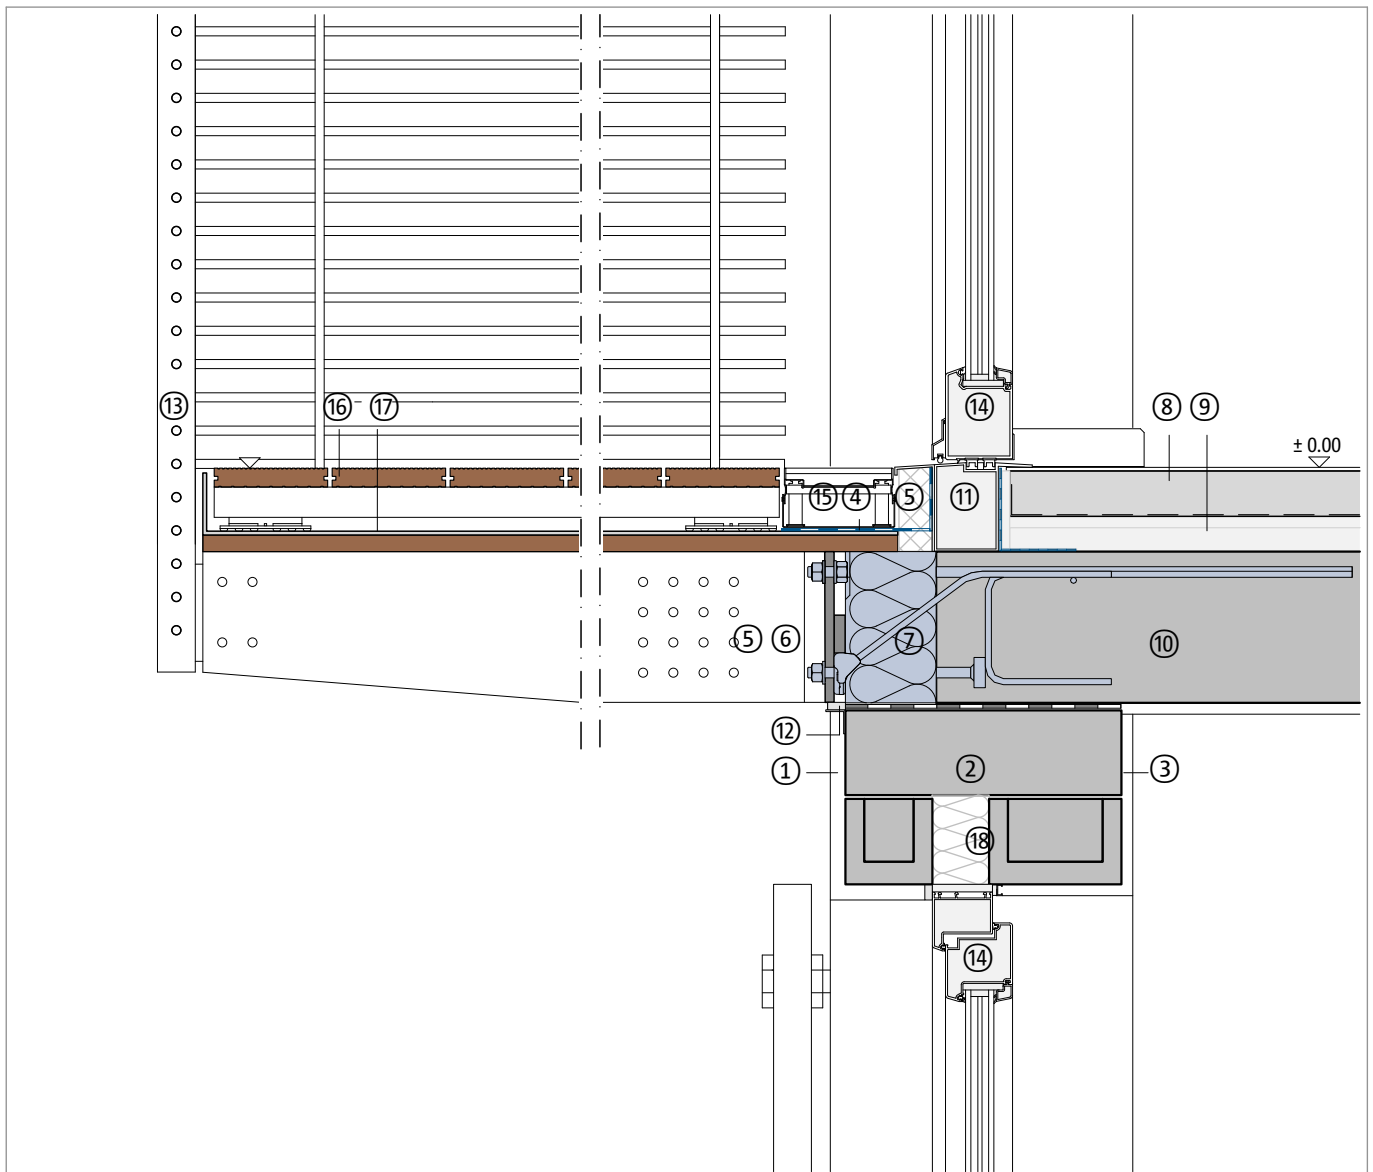 ⑬ ⑯ ⑰ ⑭ ⑧ ⑨
± 0.00
⑮ ④ ⑤ ⑪
⑤ ⑥ ⑦ ⑩
⑫
① ② ③
⑱
⑭